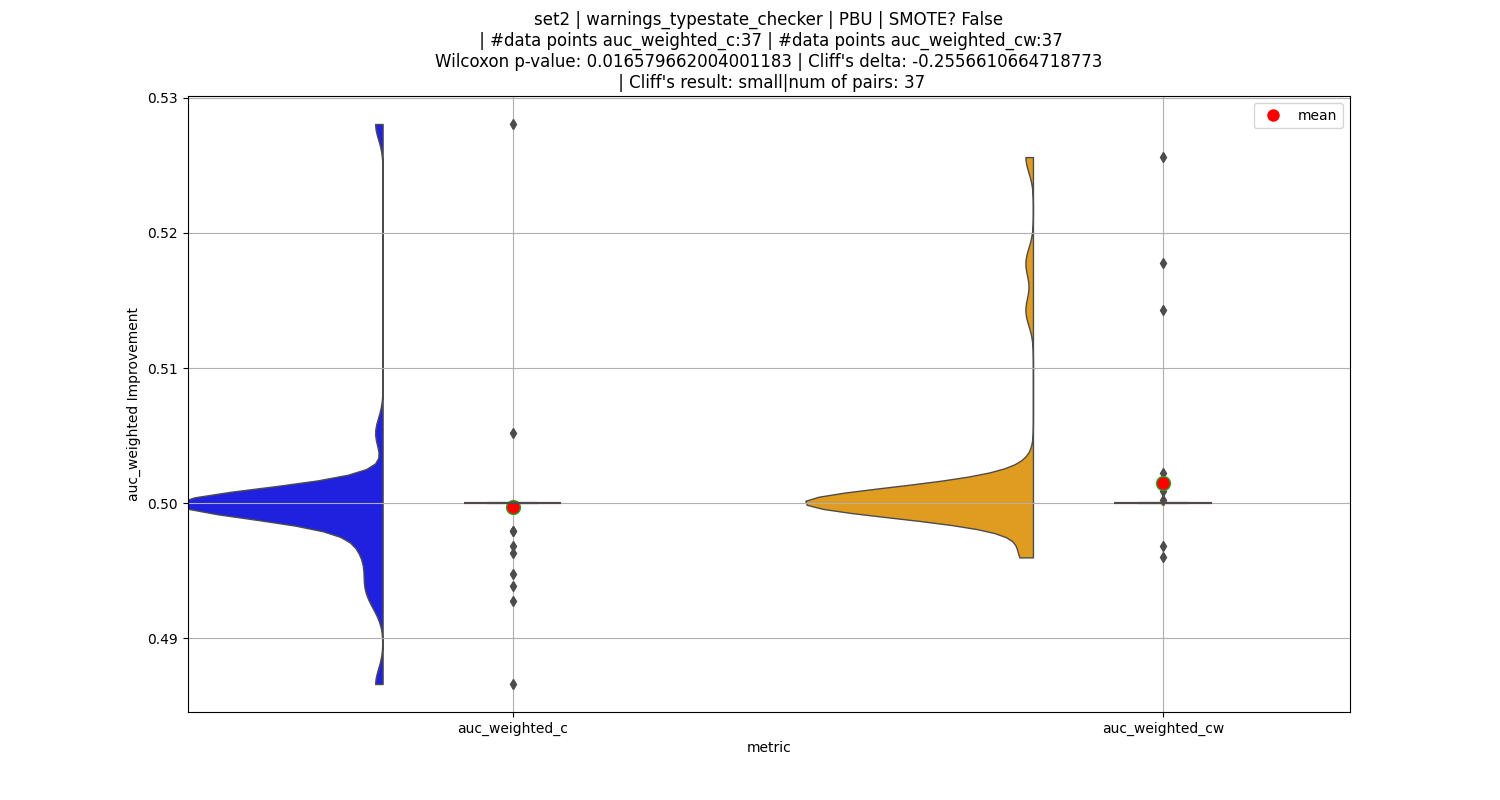 set2 | warnings_typestate_checker | PBU | SMOTE? False
| #data points auc_weighted_c:37 | #data points auc_weighted_cw:37
Wilcoxon p-value: 0.016579662004001183 | Cliff's delta: -0.2556610664718773
| Cliff's result: small|num of pairs: 37
mean
0.53
0.52
0.51
0.50
0.49
auc_weighted Improvement
auc_weighted_c
auc_weighted_cw
metric